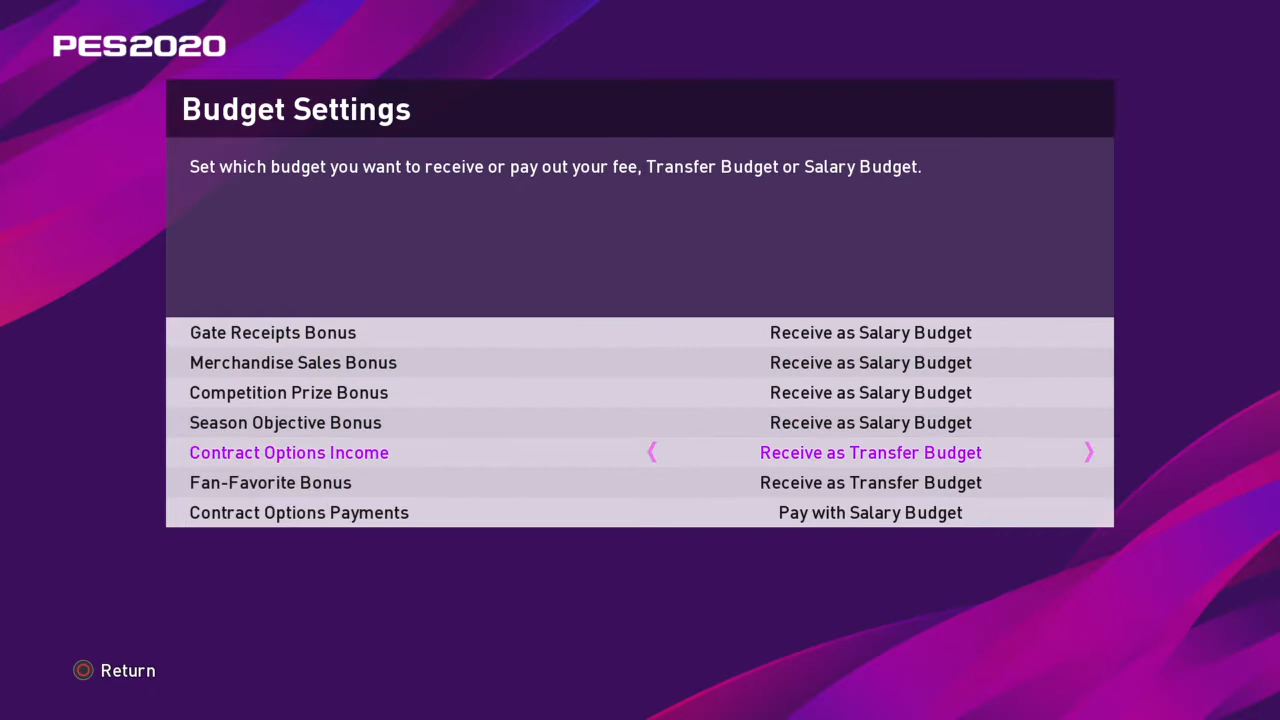 PES2020
Budget Settings
Set which budget you want to receive or pay out your fee, Transfer Budget or Salary Budget.
Gate Receipts Bonus Receive as Salary Budget
Merchandise Sales Bonus Receive as Salary Budget
Competition Prize Bonus Receive as Salary Budget
Season Objective Bonus Receive as Salary Budget
Contract Options Income Receive as Transfer Budget
Fan-Favorite Bonus Receive as Transfer Budget
Contract Options Payments Pay with Salary Budget
Return